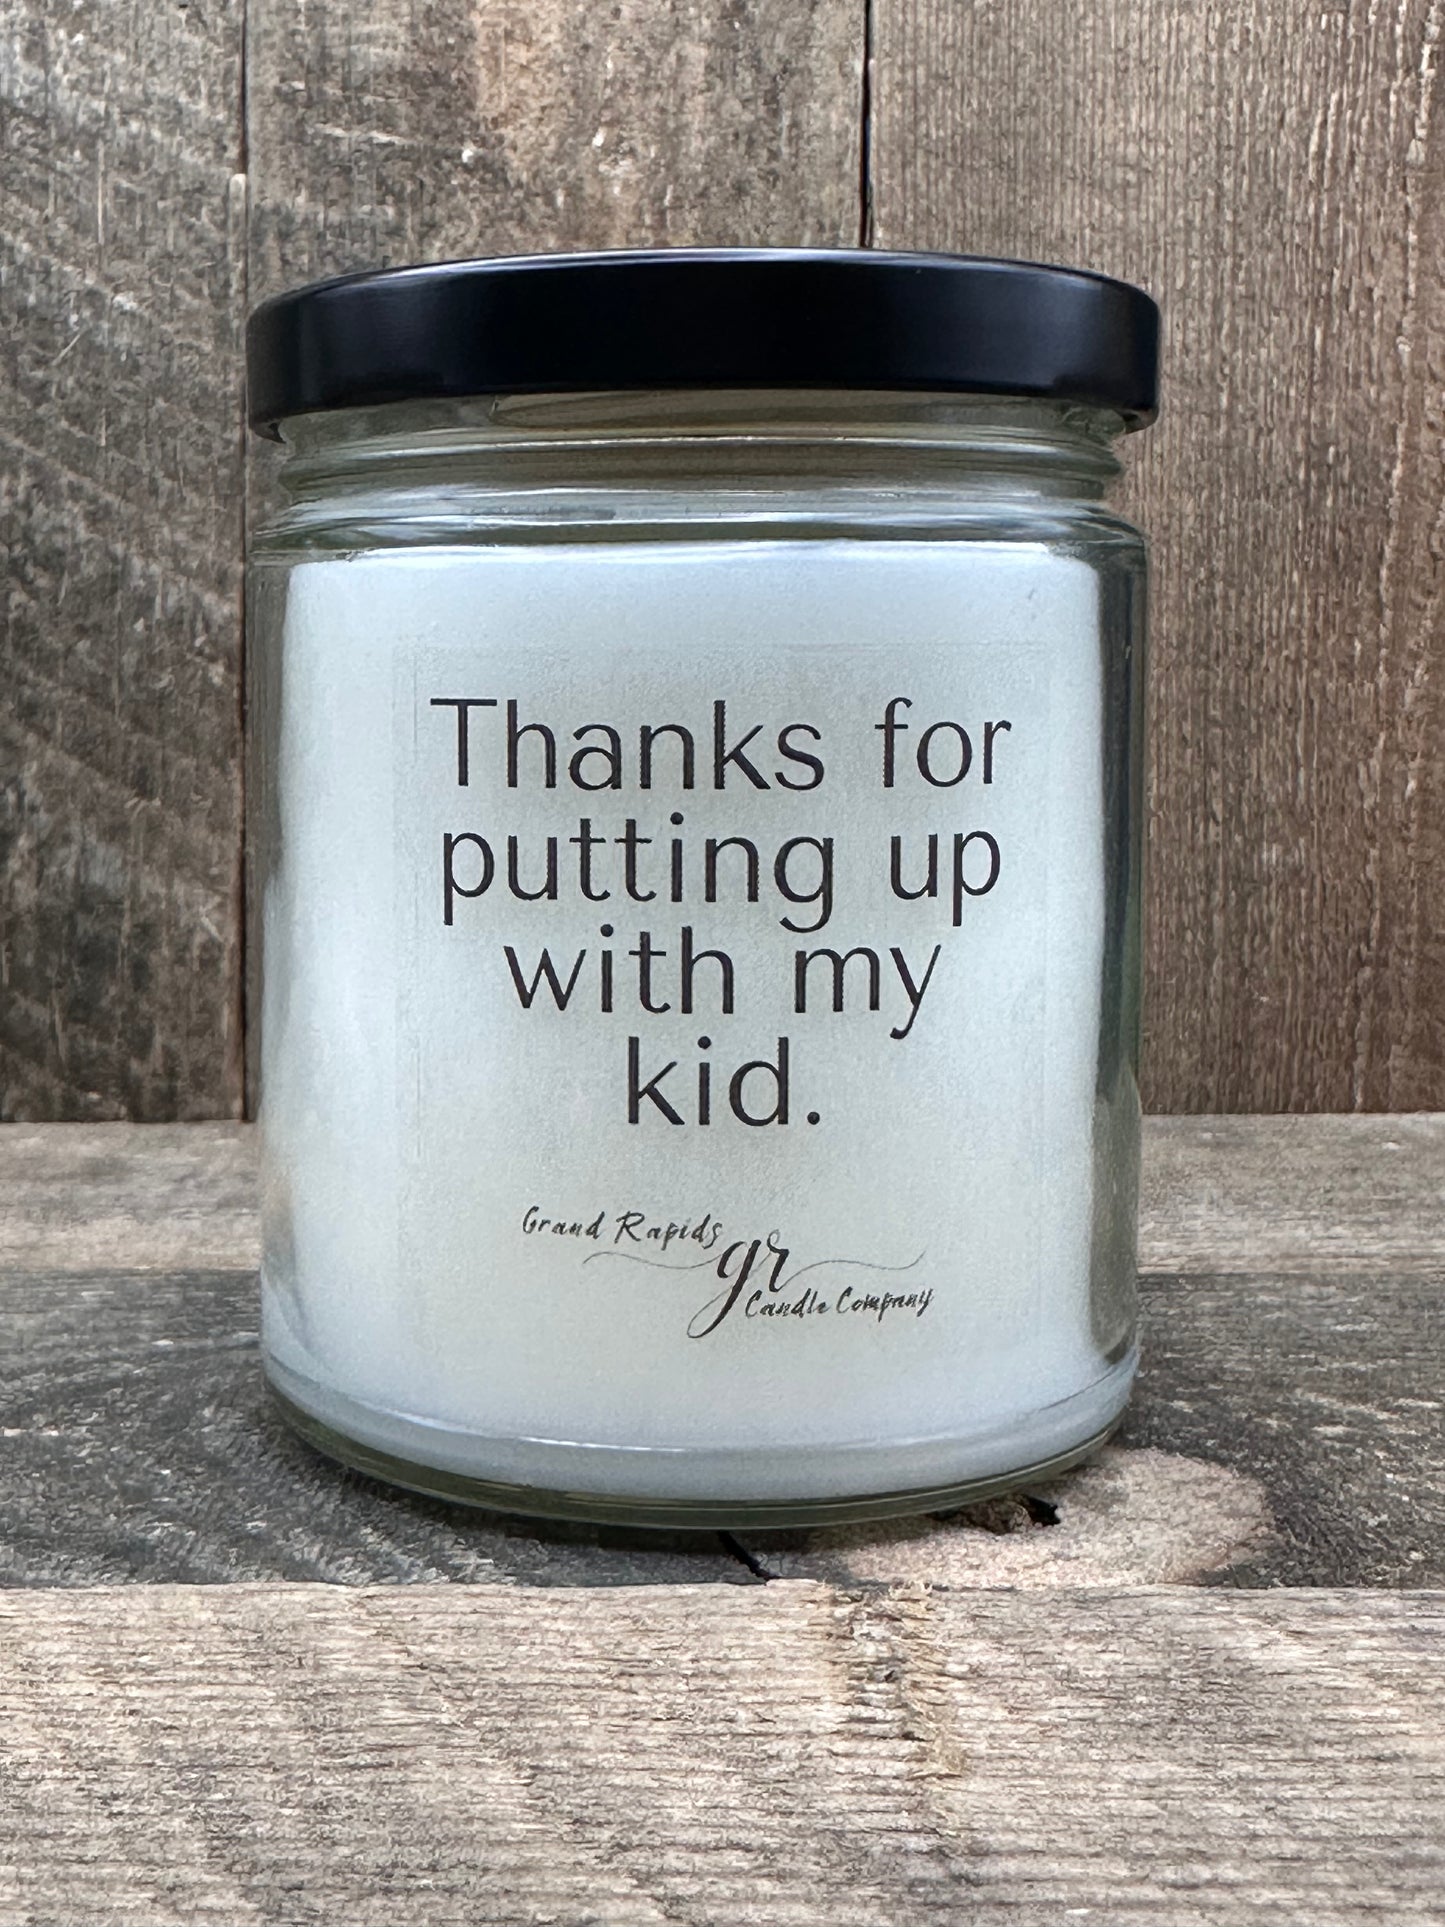 Thanks for
putting up
with my
kid.
Grand Rapids
gr
Candle Company